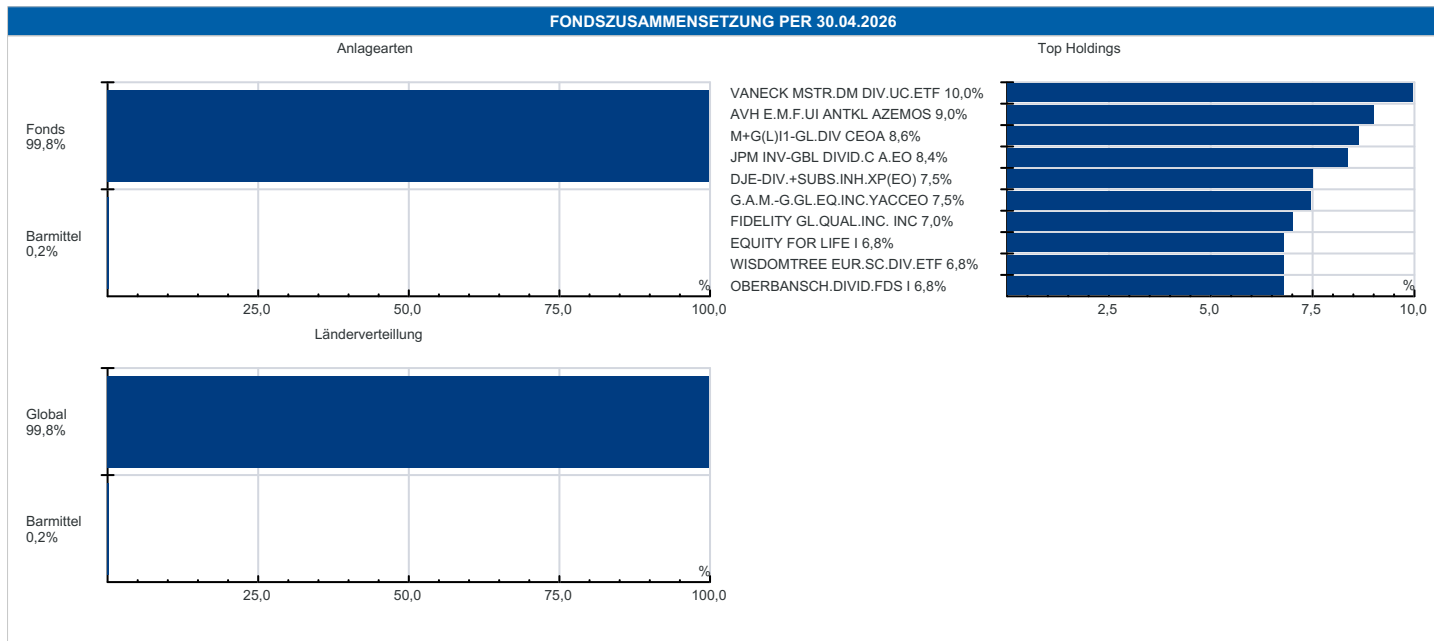 FONDSZUSAMMENSETZUNG PER 30.04.2026
Anlagearten
Fonds
99,8%
Barmittel
0,2%
%
25,0 50,0 75,0 100,0
Top Holdings
VANECK MSTR.DM DIV.UC.ETF 10,0%
AVH E.M.F.UI ANTKL AZEMOS 9,0%
M+G(L)I1-GL.DIV CEOA 8,6%
JPM INV-GBL DIVID.C A.EO 8,4%
DJE-DIV.+SUBS.INH.XP(EO) 7,5%
G.A.M.-G.GL.EQ.INC.YACCEO 7,5%
FIDELITY GL.QUAL.INC. INC 7,0%
EQUITY FOR LIFE I 6,8%
WISDOMTREE EUR.SC.DIV.ETF 6,8%
OBERBANSCH.DIVID.FDS I 6,8%
%
2,5 5,0 7,5 10,0
Länderverteillung
Global
99,8%
Barmittel
0,2%
%
25,0 50,0 75,0 100,0